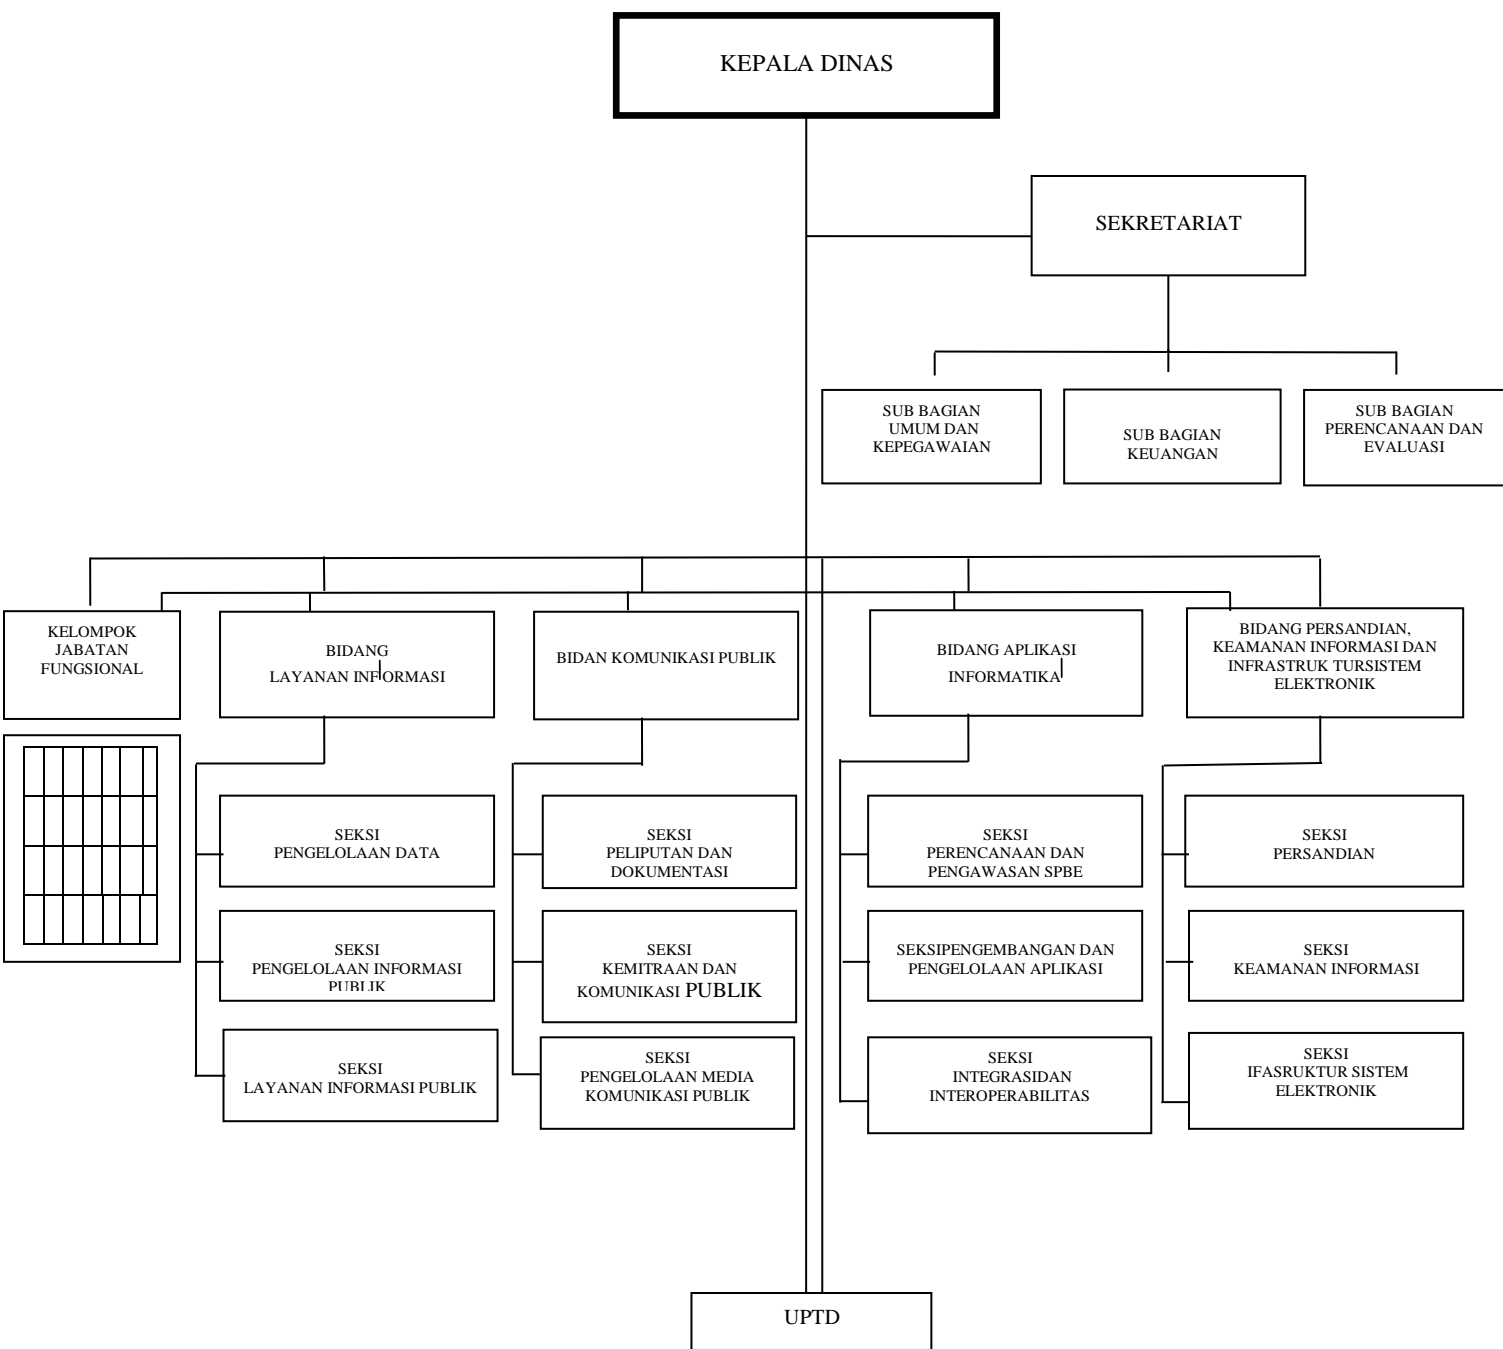 KEPALA DINAS
SEKRETARIAT
SUB BAGIAN
UMUM DAN
KEPEGAWAIAN
SUB BAGIAN
KEUANGAN
SUB BAGIAN
PERENCANAAN DAN
EVALUASI
KELOMPOK
JABATAN
FUNGSIONAL
BIDANG
LAYANAN INFORMASI
BIDAN KOMUNIKASI PUBLIK
BIDANG APLIKASI
INFORMATIKA
BIDANG PERSANDIAN,
KEAMANAN INFORMASI DAN
INFRASTRUK TURSISTEM
ELEKTRONIK
SEKSI
PENGELOLAAN DATA
SEKSI
PELIPUTAN DAN
DOKUMENTASI
SEKSI
PERENCANAAN DAN
PENGAWASAN SPBE
SEKSI
PERSANDIAN
SEKSI
PENGELOLAAN INFORMASI
PUBLIK
SEKSI
KEMITRAAN DAN
KOMUNIKASI PUBLIK
SEKSIPENGEMBANGAN DAN
PENGELOLAAN APLIKASI
SEKSI
KEAMANAN INFORMASI
SEKSI
LAYANAN INFORMASI PUBLIK
SEKSI
PENGELOLAAN MEDIA
KOMUNIKASI PUBLIK
SEKSI
INTEGRASIDAN
INTEROPERABILITAS
SEKSI
IFASRUKTUR SISTEM
ELEKTRONIK
UPTD